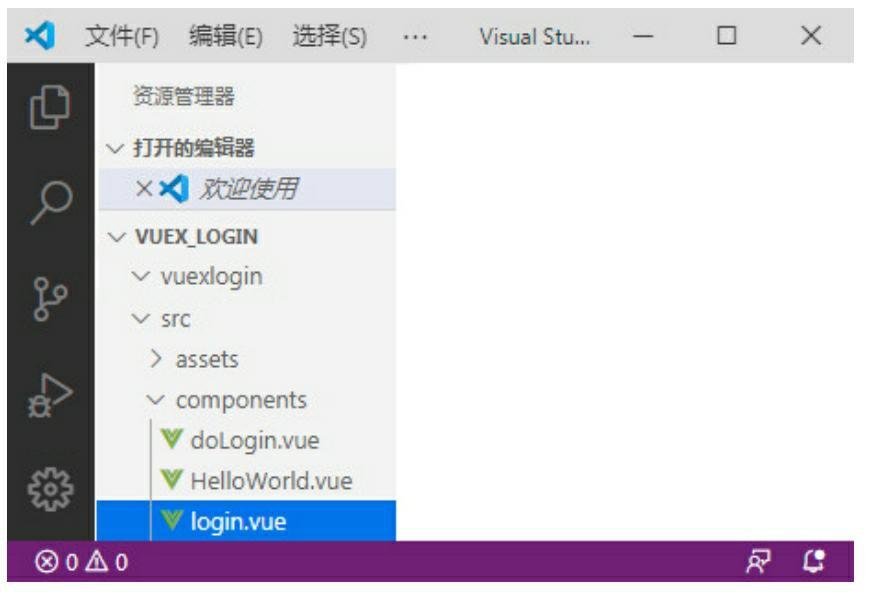 文件(F) 编辑(E) 选择(S) ··· Visual Stu...
资源管理器
打开的编辑器
欢迎使用
VUEX_LOGIN
vuexlogin
src
assets
components
doLogin.vue
HelloWorld.vue
login.vue
0 0